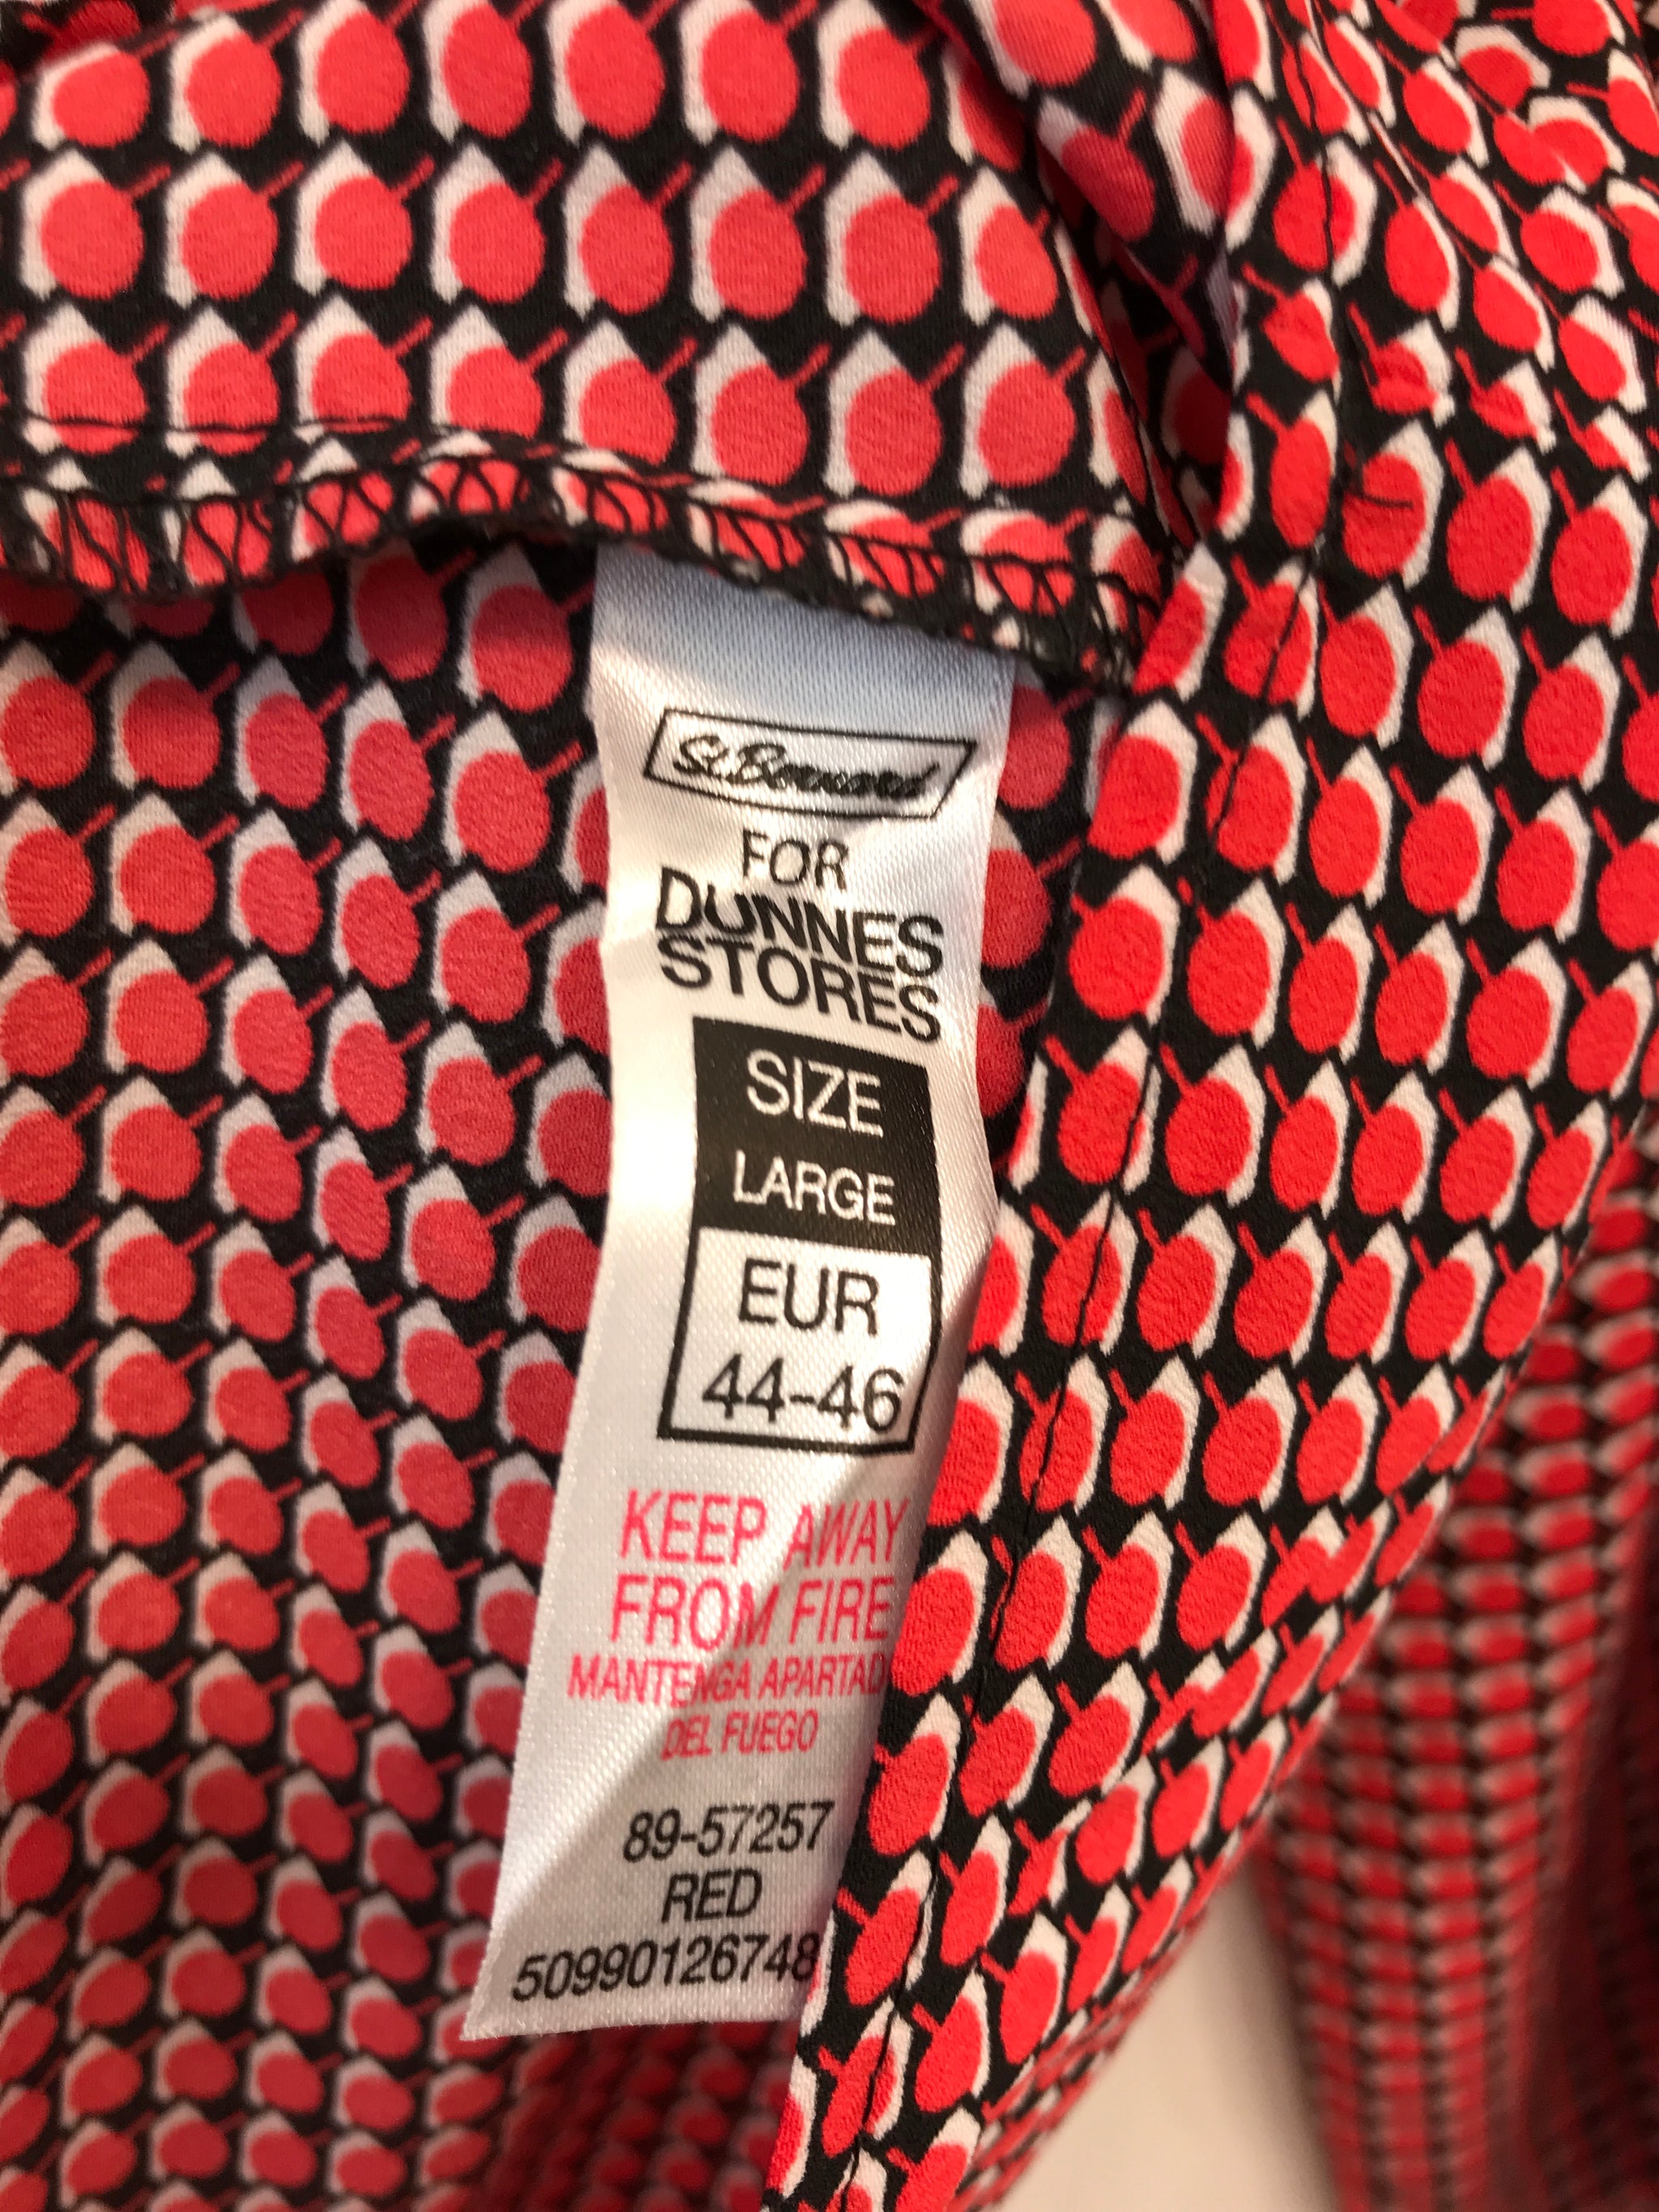 St. Bernard
FOR
DUNNES
STORES
SIZE
LARGE
EUR
44-46
KEEP AWAY
FROM FIRE
MANTENGA APARTAD
DEL FUEGO
89-57257
RED
50990126748